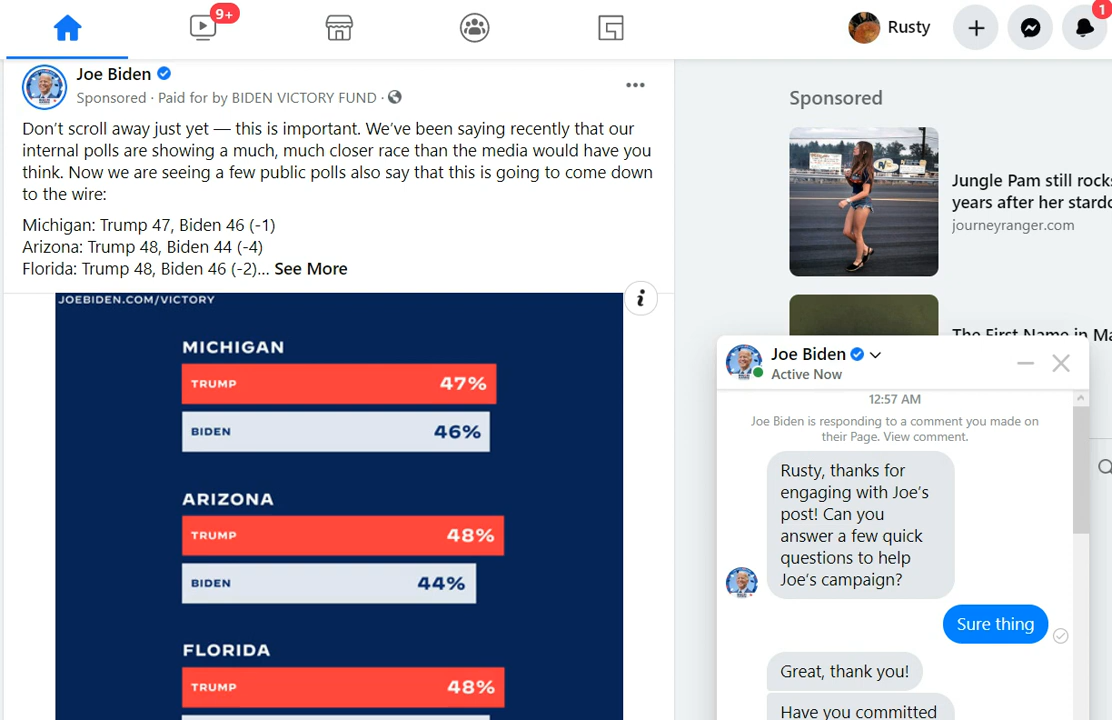 9+
Rusty
1
Joe Biden
Sponsored · Paid for by BIDEN VICTORY FUND ·
Don't scroll away just yet — this is important. We've been saying recently that our
internal polls are showing a much, much closer race than the media would have you
think. Now we are seeing a few public polls also say that this is going to come down
to the wire:
Michigan: Trump 47, Biden 46 (-1)
Arizona: Trump 48, Biden 44 (-4)
Florida: Trump 48, Biden 46 (-2)... See More
JOEBIDEN.COM/VICTORY
MICHIGAN
TRUMP 47%
BIDEN 46%
ARIZONA
TRUMP 48%
BIDEN 44%
FLORIDA
TRUMP 48%
Sponsored
Jungle Pam still rocks
years after her
journeyranger.com
The First Name in
Joe Biden
Active Now
12:57 AM
Joe Biden is responding to a comment you made on
their Page. View comment.
Rusty, thanks for
engaging with Joe's
post! Can you
answer a few quick
questions to help
Joe's campaign?
Sure thing
Great, thank you!
Have you committed